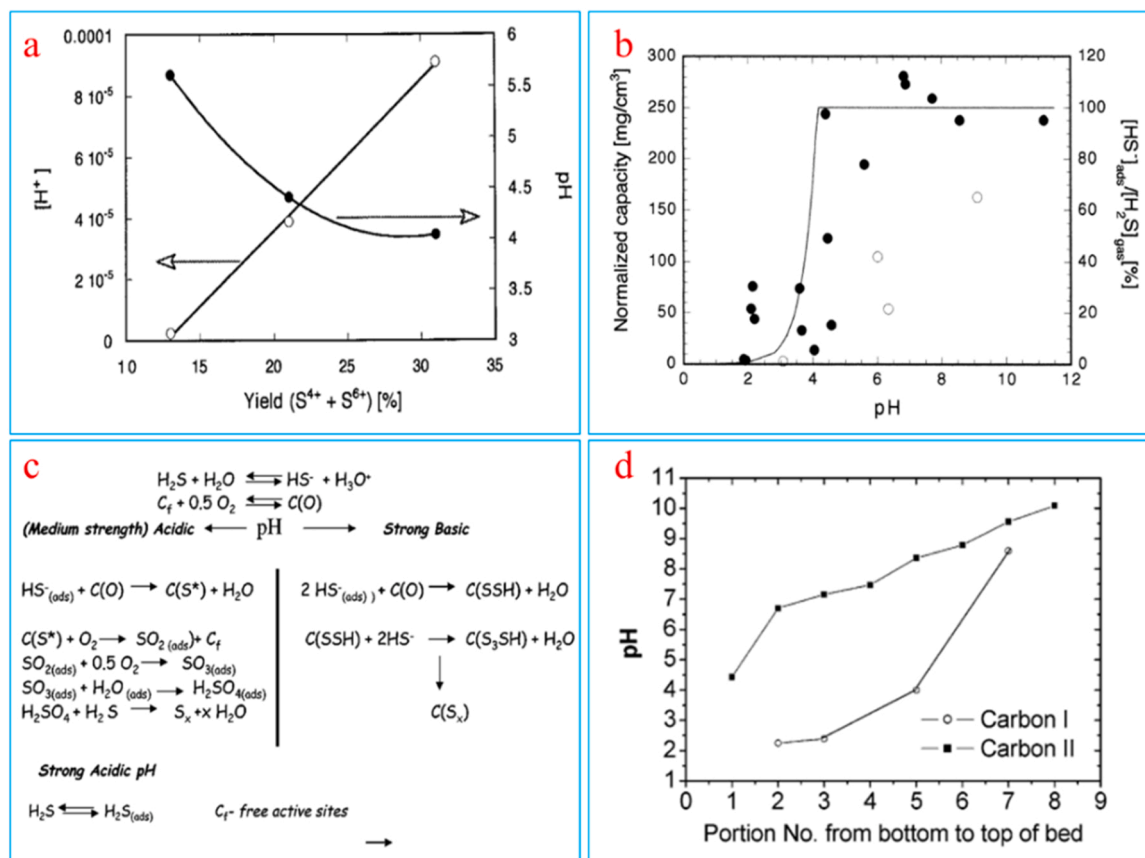 a
0.0001
8 10⁻⁵
6 10⁻⁵
4 10⁻⁵
2 10⁻⁵
0
[H⁺]
6
5.5
5
4.5
4
3.5
3
pH
10 15 20 25 30 35
Yield (S⁴⁺ + S⁶⁺) [%]
b
300
250
200
150
100
50
0
Normalized capacity [mg/cm³]
120
100
80
60
40
20
0
[HS⁻]ads/[H₂S]gas[%]
0 2 4 6 8 10 12
pH
c
H₂S + H₂O ⇌ HS⁻ + H₃O⁺
C_f + 0.5 O₂ ⇌ C(O)
(Medium strength) Acidic ← pH → Strong Basic
HS⁻(ads) + C(O) → C(S*) + H₂O
2 HS⁻(ads) ) + C(O) → C(SSH) + H₂O
C(S*) + O₂ → SO₂ (ads) + C_f
C(SSH) + 2HS⁻ → C(S₃SH) + H₂O
SO₂(ads) + 0.5 O₂ → SO₃(ads)
SO₃(ads) + H₂O (ads) → H₂SO₄(ads)
↓
H₂SO₄ + H₂ S → Sₓ +x H₂O
C(Sₓ)
Strong Acidic pH
H₂S ⇌ H₂S(ads)
C_f- free active sites
→
d
11
10
9
8
7
6
5
4
3
2
1
pH
Carbon I
Carbon II
0 1 2 3 4 5 6 7 8 9
Portion No. from bottom to top of bed